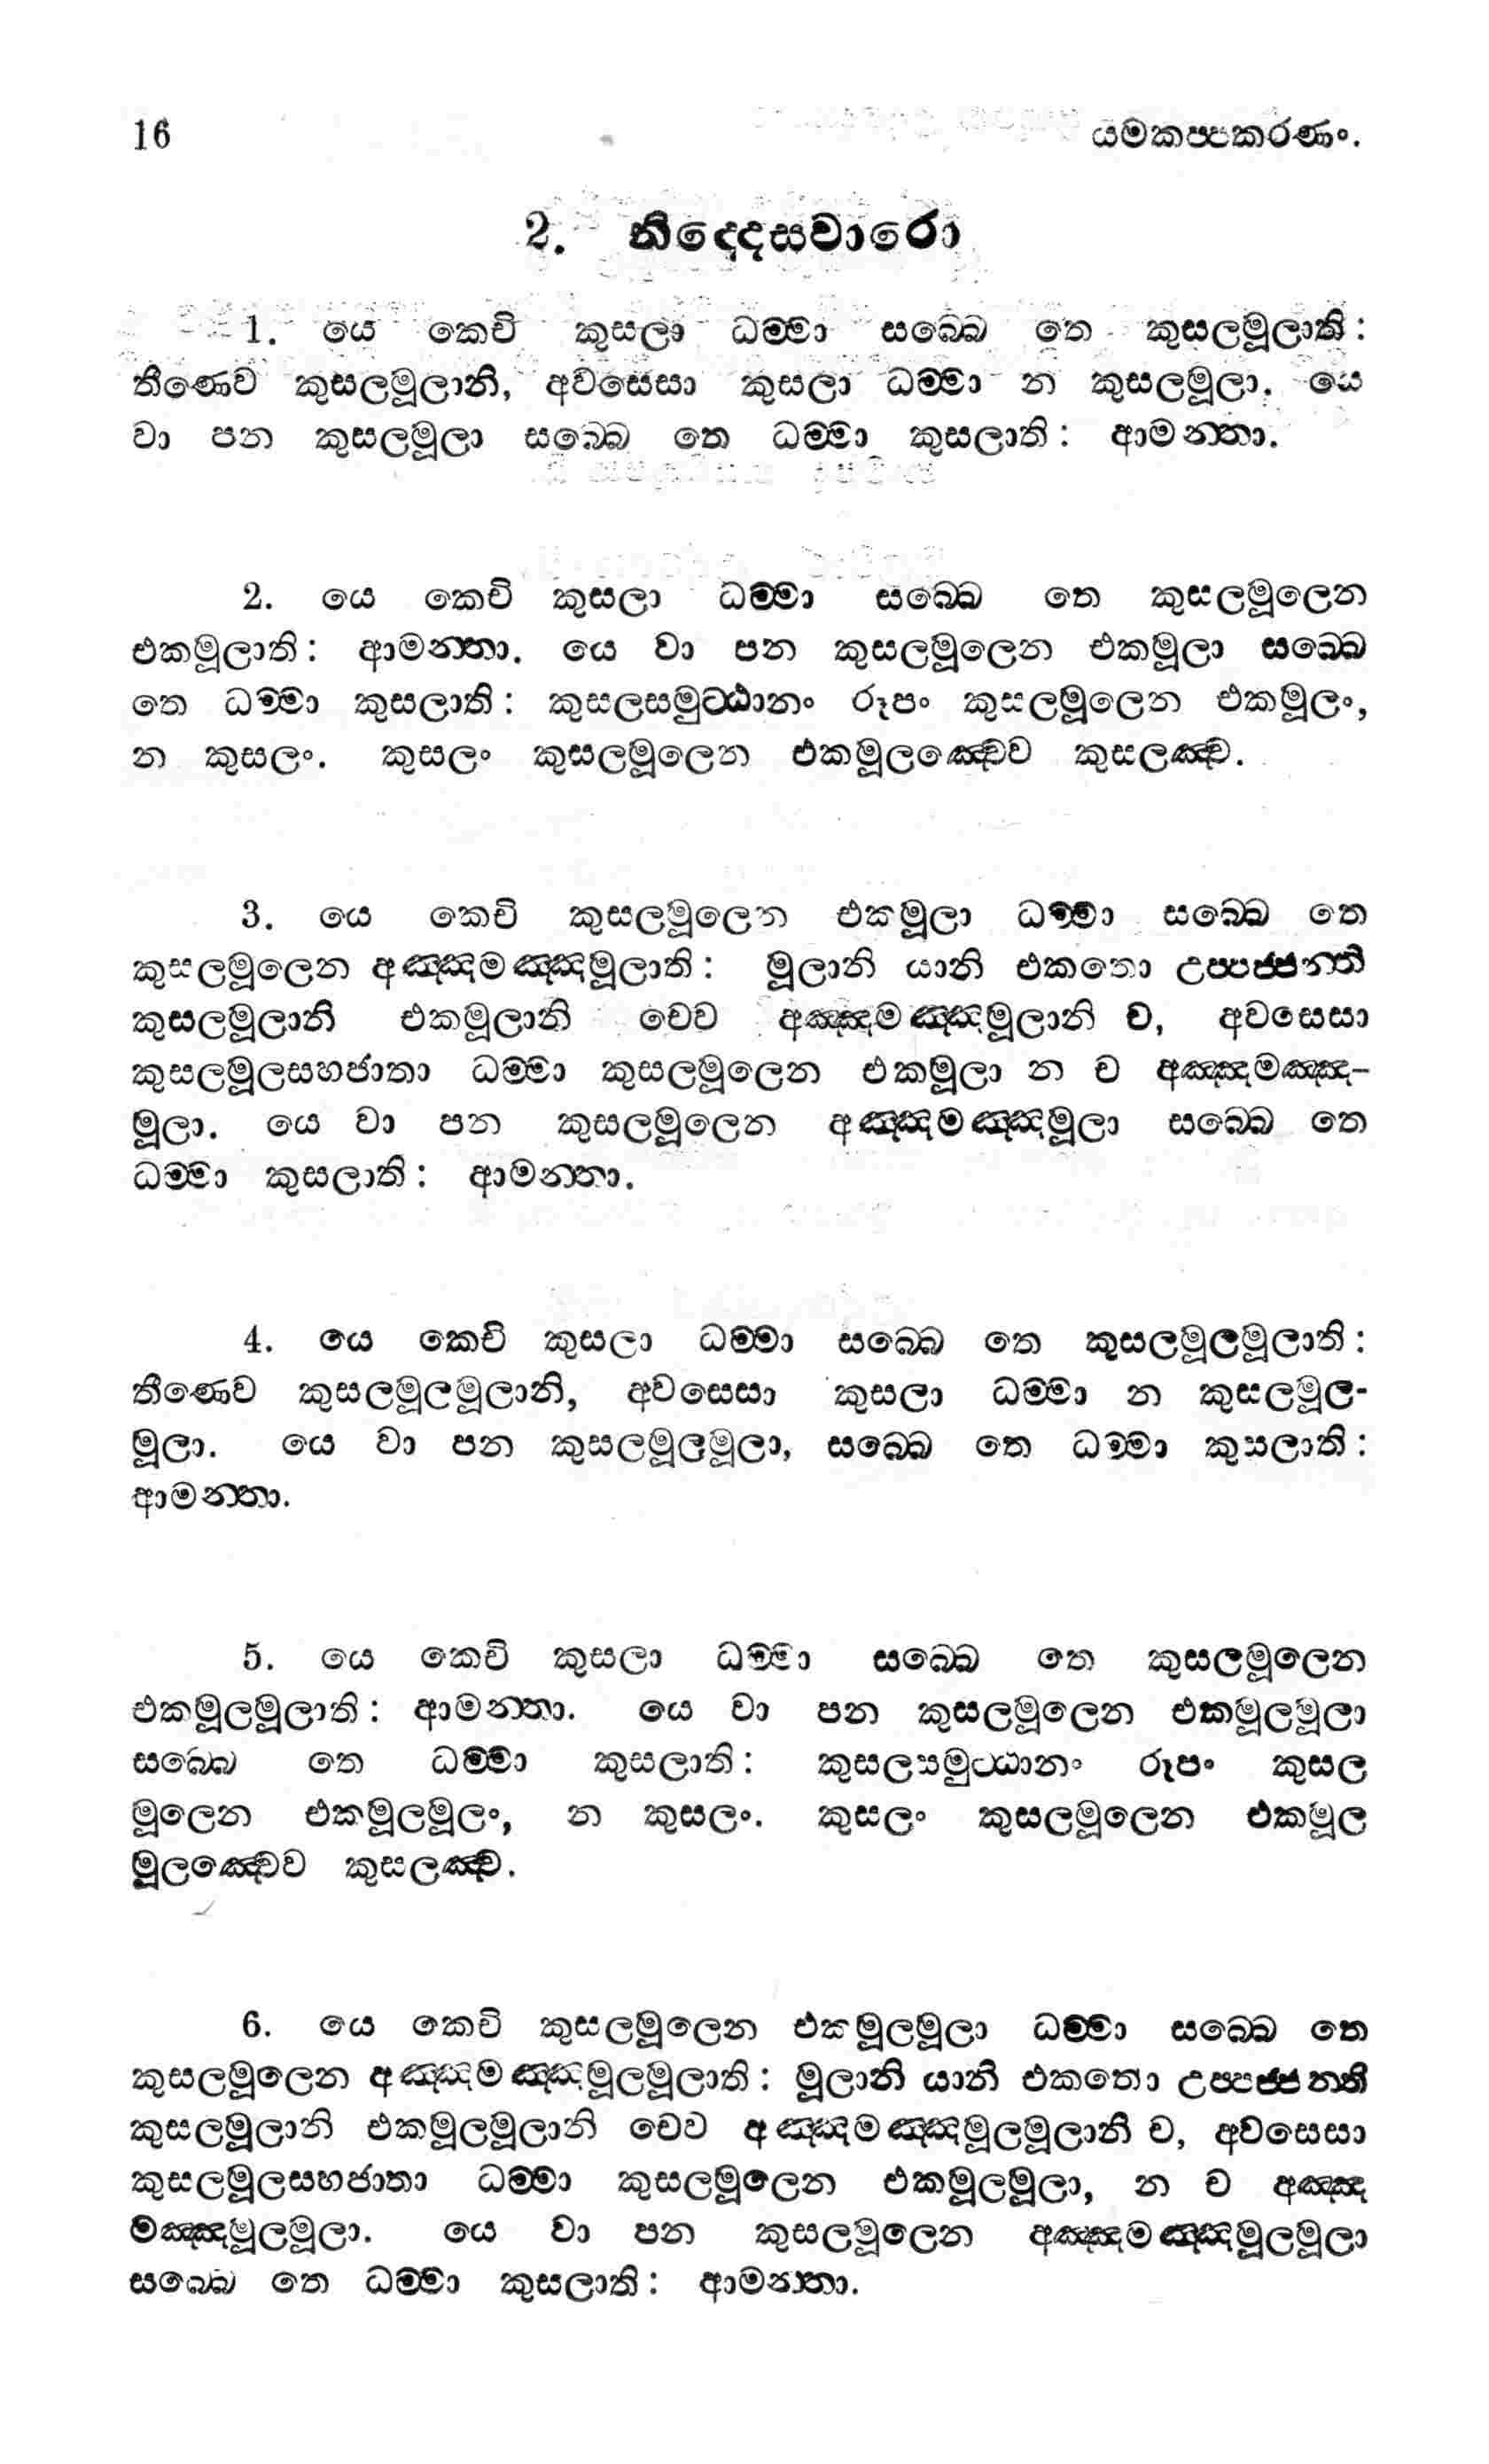 16 යමකප්පකරණං.
2. නිද්දෙසවාරො
1. යෙ කෙචි කුසලා ධම්මා සබ්බෙ තෙ කුසලමූලාති:
තීණෙව කුසලමූලානි, අවසෙසා කුසලා ධම්මා න කුසලමූලා. යෙ
වා පන කුසලමූලා සබ්බෙ තෙ ධම්මා කුසලාති: ආමන්තා.
2. යෙ කෙචි කුසලා ධම්මා සබ්බෙ තෙ කුසලමූලෙන
එකමූලාති: ආමන්තා. යෙ වා පන කුසලමූලෙන එකමූලා සබ්බෙ
තෙ ධම්මා කුසලාති: කුසලසමුට්ඨානං රූපං කුසලමූලෙන එකමූලං,
න කුසලං. කුසලං කුසලමූලෙන එකමූලඤ්චෙව කුසලඤ්ච.
3. යෙ කෙචි කුසලමූලෙන එකමූලා ධම්මා සබ්බෙ තෙ
කුසලමූලෙන අඤ්ඤමඤ්ඤමූලාති: මූලානි යානි එකතො උප්පජ්ජන්ති
කුසලමූලානි එකමූලානි චෙව අඤ්ඤමඤ්ඤමූලානි ච, අවසෙසා
කුසලමූලසහජාතා ධම්මා කුසලමූලෙන එකමූලා න ච අඤ්ඤමඤ්ඤ-
මූලා. යෙ වා පන කුසලමූලෙන අඤ්ඤමඤ්ඤමූලා සබ්බෙ තෙ
ධම්මා කුසලාති: ආමන්තා.
4. යෙ කෙචි කුසලා ධම්මා සබ්බෙ තෙ කුසලමූලමූලාති:
තීණෙව කුසලමූලමූලානි, අවසෙසා කුසලා ධම්මා න කුසලමූල-
මූලා. යෙ වා පන කුසලමූලමූලා, සබ්බෙ තෙ ධම්මා කුසලාති:
ආමන්තා.
5. යෙ කෙචි කුසලා ධම්මා සබ්බෙ තෙ කුසලමූලෙන
එකමූලමූලාති: ආමන්තා. යෙ වා පන කුසලමූලෙන එකමූලමූලා
සබ්බෙ තෙ ධම්මා කුසලාති: කුසලසමුට්ඨානං රූපං කුසල
මූලෙන එකමූලමූලං, න කුසලං. කුසලං කුසලමූලෙන එකමූල
මූලඤ්චෙව කුසලඤ්ච.
6. යෙ කෙචි කුසලමූලෙන එකමූලමූලා ධම්මා සබ්බෙ තෙ
කුසලමූලෙන අඤ්ඤමඤ්ඤමූලමූලාති: මූලානි යානි එකතො උප්පජ්ජන්ති
කුසලමූලානි එකමූලමූලානි චෙව අඤ්ඤමඤ්ඤමූලමූලානි ච, අවසෙසා
කුසලමූලසහජාතා ධම්මා කුසලමූලෙන එකමූලමූලා, න ච අඤ්ඤ
මඤ්ඤමූලමූලා. යෙ වා පන කුසලමූලෙන අඤ්ඤමඤ්ඤමූලමූලා
සබ්බෙ තෙ ධම්මා කුසලාති: ආමන්තා.